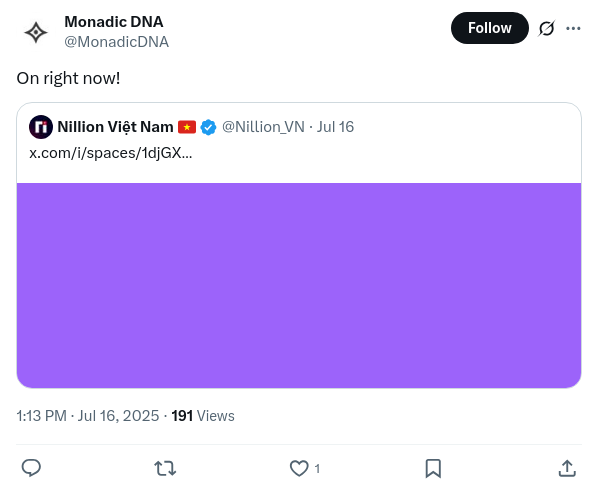 Monadic DNA
@MonadicDNA
Follow
On right now!
Nillion Việt Nam 🇻🇳 @Nillion_VN · Jul 16
x.com/i/spaces/1djGX...
1:13 PM · Jul 16, 2025 · 191 Views
1